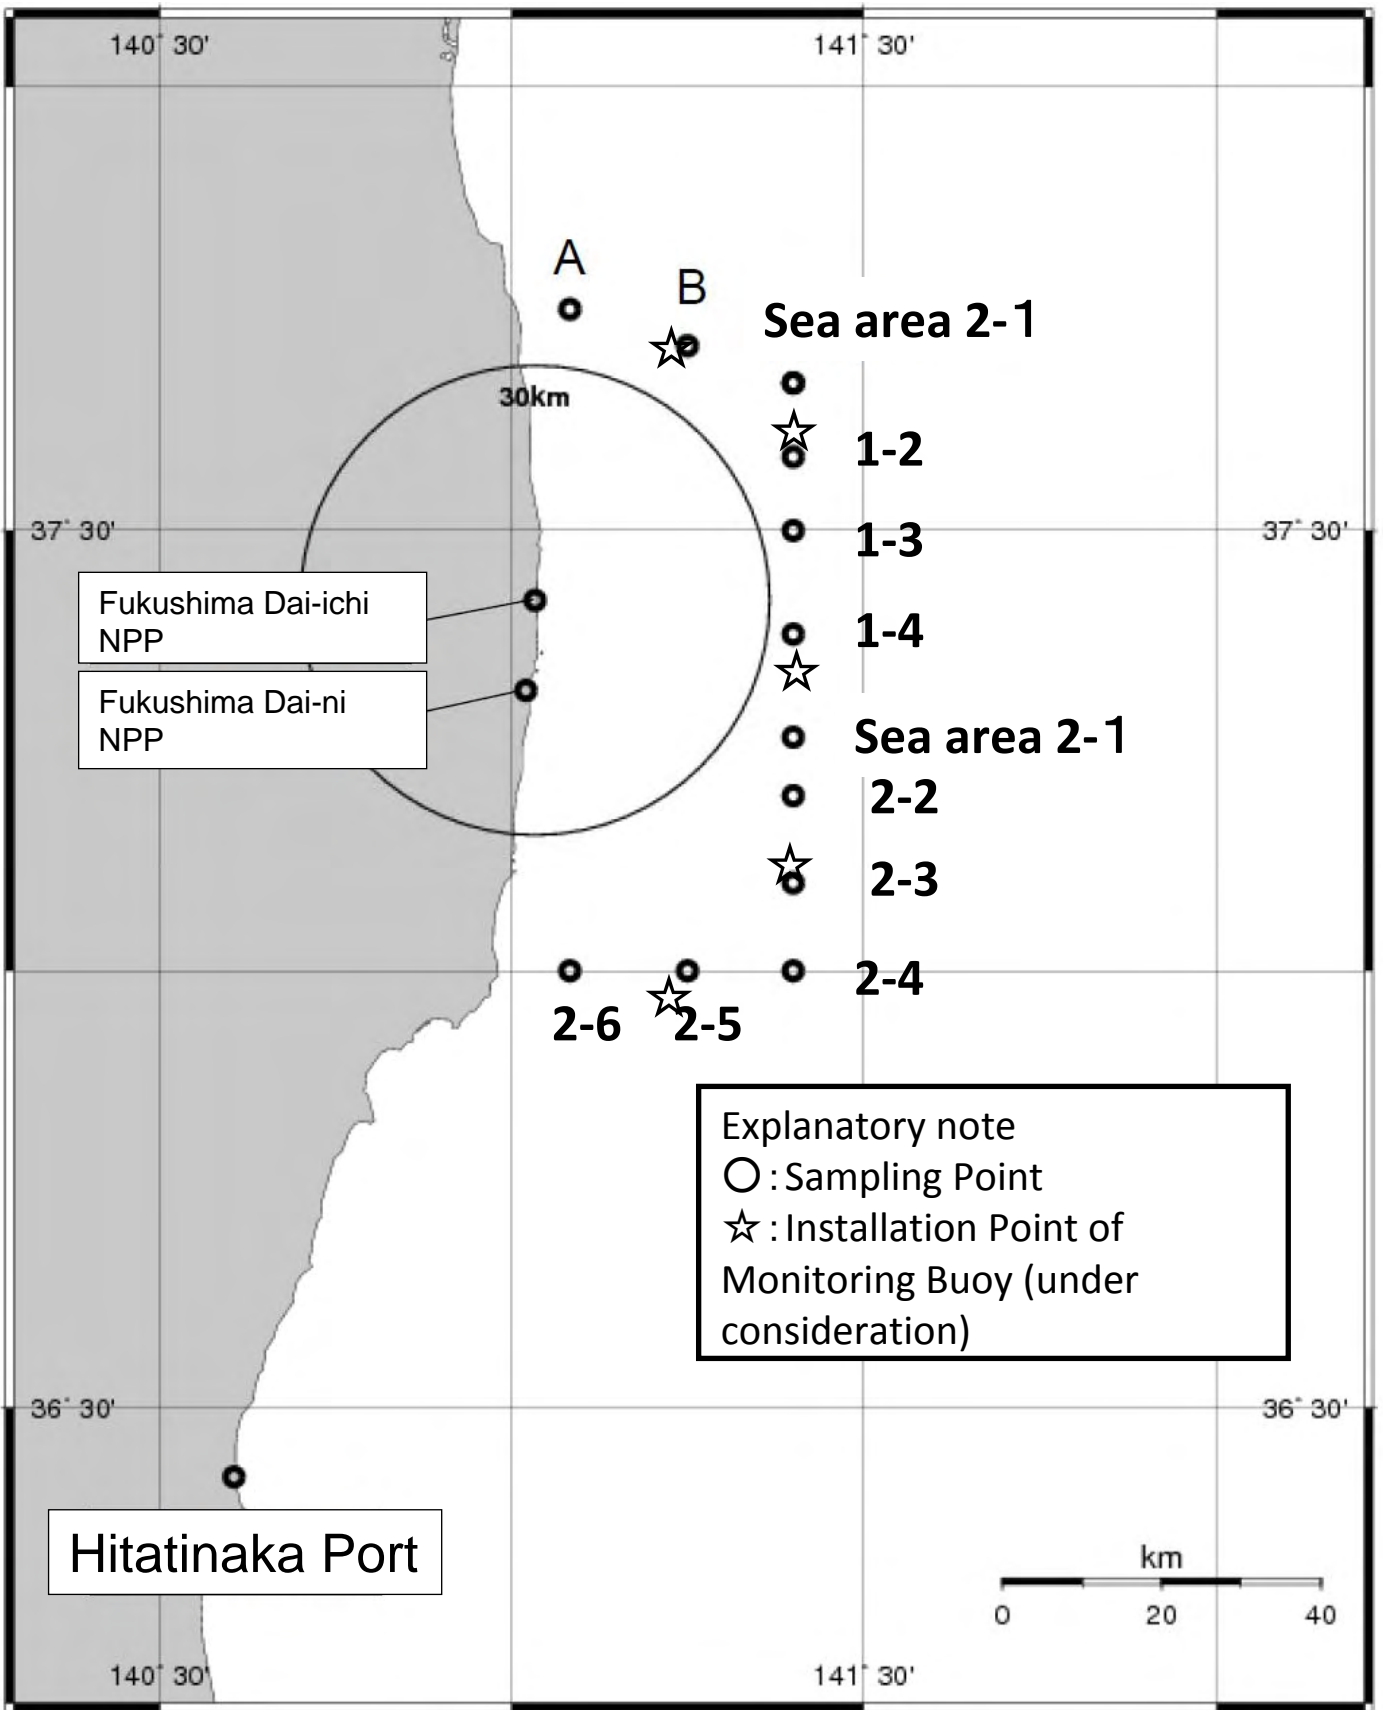 140° 30'
141° 30'
A
B
Sea area 2-1
30km
1-2
37° 30'
1-3
37° 30'
Fukushima Dai-ichi
NPP
1-4
Fukushima Dai-ni
NPP
Sea area 2-1
2-2
2-3
2-4
2-6
2-5
Explanatory note
○ : Sampling Point
☆ : Installation Point of
Monitoring Buoy (under
consideration)
36° 30'
36° 30'
Hitatinaka Port
km
0 20 40
140° 30'
141° 30'